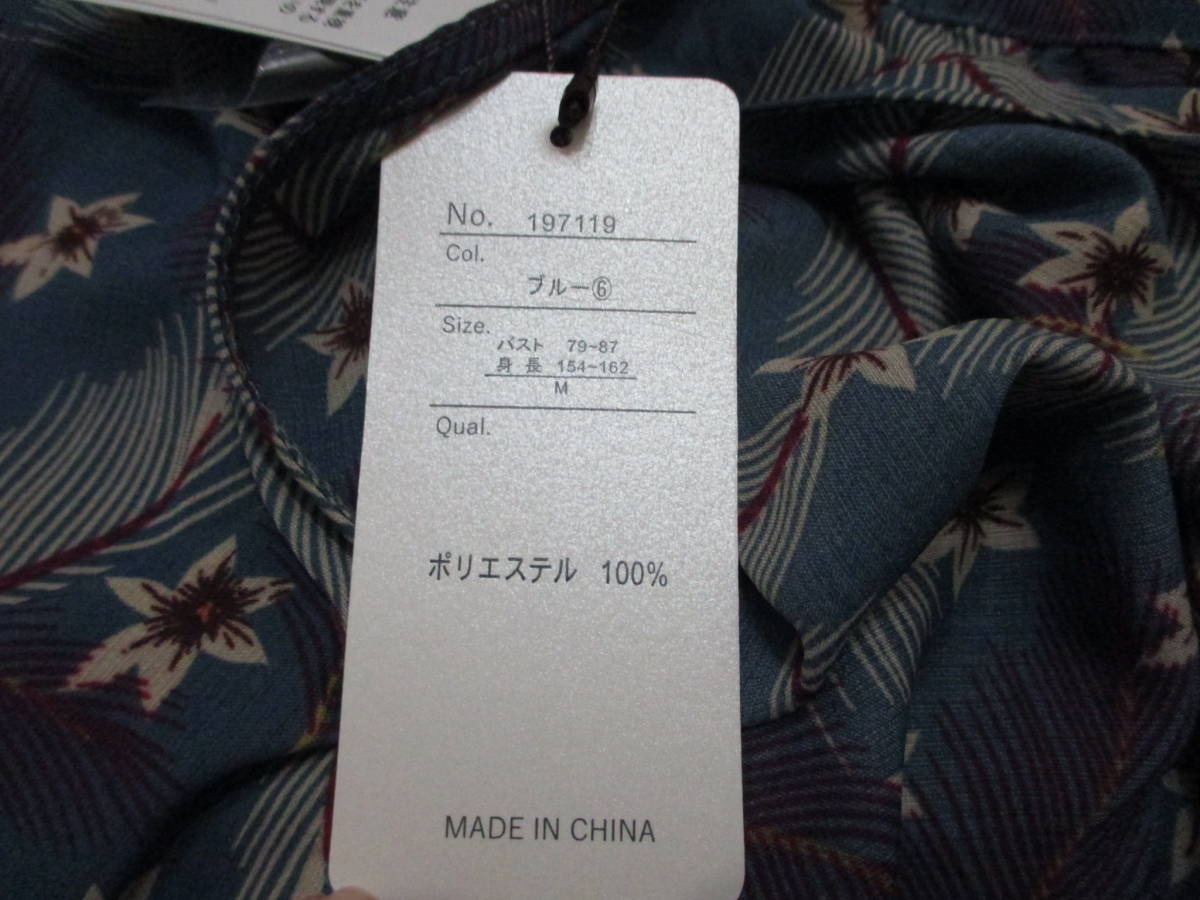 No. 197119
Col.
ブルー⑥
Size.
バスト 79~87
身長 154~162
M
Qual.
ポリエステル 100%
MADE IN CHINA